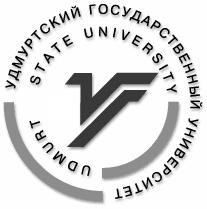 УДМУРТСКИЙ ГОСУДАРСТВЕННЫЙ УНИВЕРСИТЕТ
UDMURT STATE UNIVERSITY